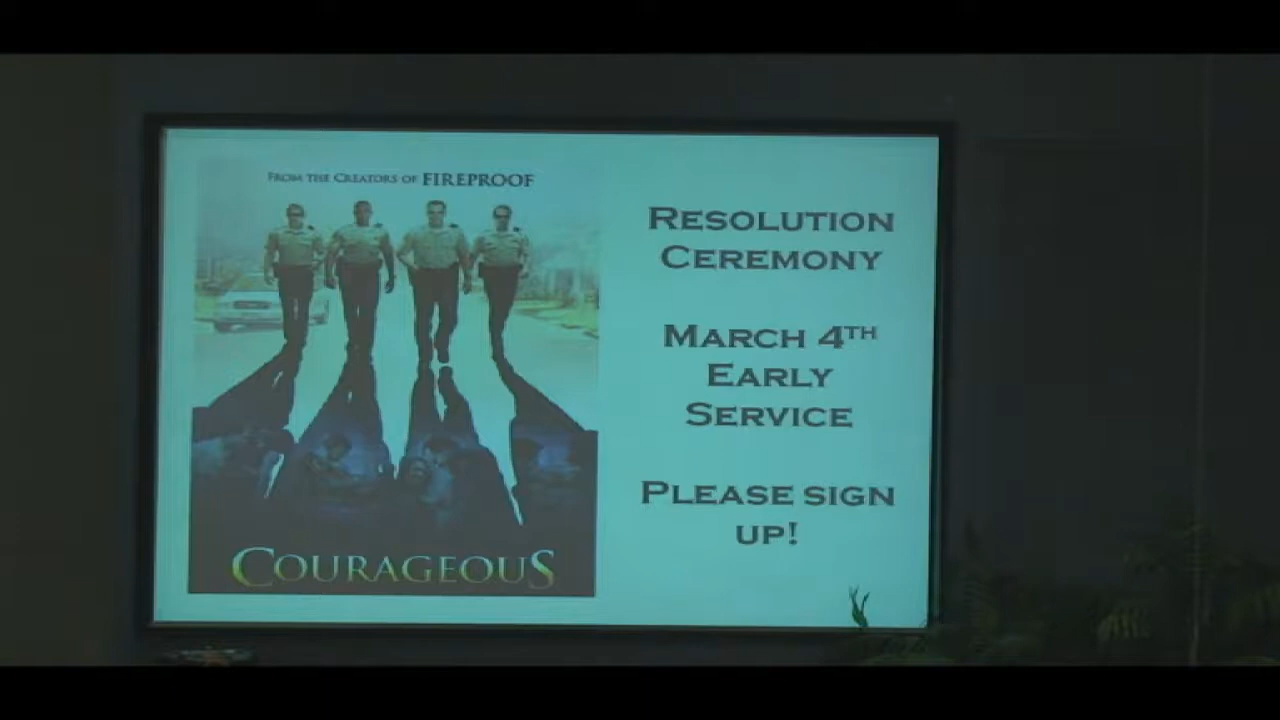 FROM THE CREATORS OF FIREPROOF
COURAGEOUS
RESOLUTION
CEREMONY
MARCH 4TH
EARLY
SERVICE
PLEASE SIGN
UP!